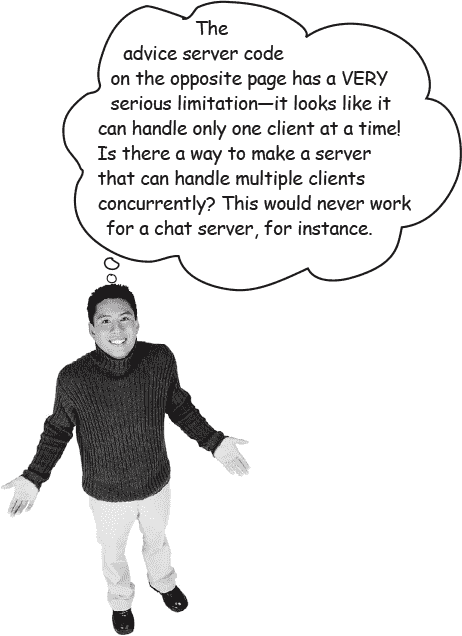 The
advice server code
on the opposite page has a VERY
serious limitation—it looks like it
can handle only one client at a time!
Is there a way to make a server
that can handle multiple clients
concurrently? This would never work
for a chat server, for instance.